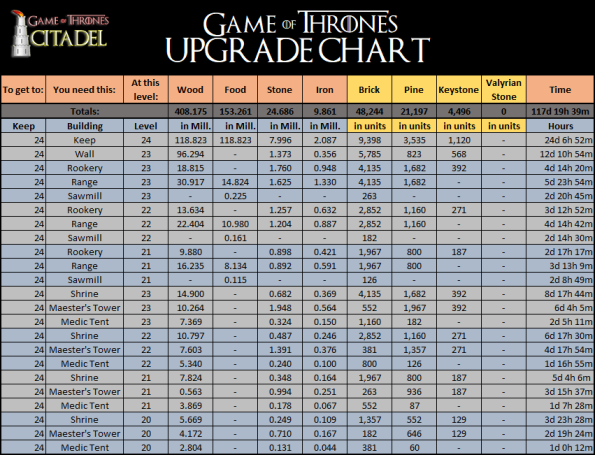 GAME OF THRONES
CITADEL
GAME OF THRONES
UPGRADE CHART
To get to: You need this: At this level: Wood Food Stone Iron Brick Pine Keystone Valyrian Stone Time
Totals: 408.175 153.261 24.686 9.861 48,244 21,197 4,496 0 117d 19h 39m
Keep Building Level in Mill. in Mill. in Mill. in Mill. in units in units in units in units Hours
24 Keep 24 118.823 118.823 7.996 2.087 9,398 3,535 1,120 - 24d 6h 52m
24 Wall 23 96.294 - 1.373 0.356 5,785 823 568 - 12d 10h 54m
24 Rookery 23 18.815 - 1.760 0.948 4,135 1,682 392 - 4d 14h 20m
24 Range 23 30.917 14.824 1.625 1.330 4,135 1,682 - - 5d 23h 54m
24 Sawmill 23 - 0.225 - - 263 - - - 2d 20h 45m
24 Rookery 22 13.634 - 1.257 0.632 2,852 1,160 271 - 3d 12h 52m
24 Range 22 22.404 10.980 1.204 0.887 2,852 1,160 - - 4d 14h 42m
24 Sawmill 22 - 0.161 - - 182 - - - 2d 14h 30m
24 Rookery 21 9.880 - 0.898 0.421 1,967 800 187 - 2d 17h 17m
24 Range 21 16.235 8.134 0.892 0.591 1,967 800 - - 3d 13h 9m
24 Sawmill 21 - 0.115 - - 126 - - - 2d 8h 49m
24 Shrine 23 14.900 - 0.682 0.369 4,135 1,682 392 - 8d 17h 44m
24 Maester's Tower 23 10.264 - 1.948 0.564 552 1,967 392 - 6d 4h 5m
24 Medic Tent 23 7.369 - 0.324 0.150 1,160 182 - - 2d 5h 11m
24 Shrine 22 10.797 - 0.487 0.246 2,852 1,160 271 - 6d 17h 30m
24 Maester's Tower 22 7.603 - 1.391 0.376 381 1,357 271 - 4d 17h 54m
24 Medic Tent 22 5.340 - 0.240 0.100 800 126 - - 1d 16h 55m
24 Shrine 21 7.824 - 0.348 0.164 1,967 800 187 - 5d 4h 6m
24 Maester's Tower 21 0.563 - 0.994 0.251 263 936 187 - 3d 15h 37m
24 Medic Tent 21 3.869 - 0.178 0.067 552 87 - - 1d 7h 28m
24 Shrine 20 5.669 - 0.249 0.109 1,357 552 129 - 3d 23h 28m
24 Maester's Tower 20 4.172 - 0.710 0.167 182 646 129 - 2d 19h 24m
24 Medic Tent 20 2.804 - 0.131 0.044 381 60 - - 1d 0h 12m